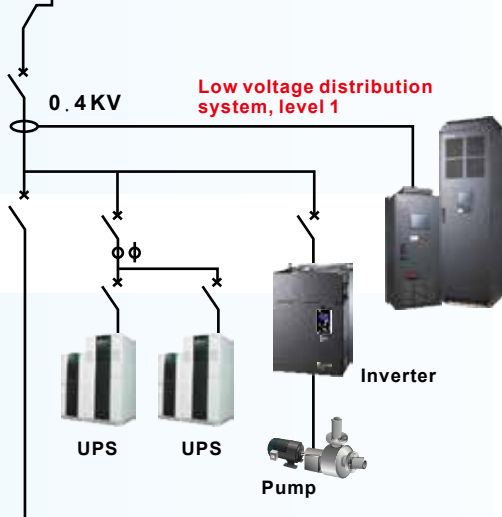 0.4KV
Low voltage distribution
system, level 1
Inverter
UPS
UPS
Pump